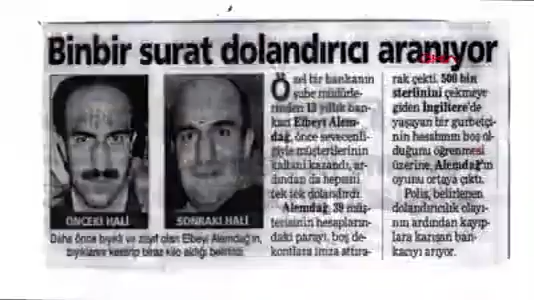 Binbir surat dolandırıcı aranıyor
ÖNCEKİ HALİ
SONRAKİ HALİ
Daha önce bıyıklı ve zayıf olan Elbeyi Alemdağ'ın,
bıyıklarını kesip biraz kilo aldığı belirtildi.
Özel bir bankanın
şube müdürle-
rinden 13 yıllık ban-
kacı Elbeyi Alem-
dağ, önce sevecenli-
ğiyle müşterilerinin
kalbini kazandı, ar-
dından da hepsini
tek tek dolandırdı.
Alemdağ, 39 müş-
terisinin hesapların-
daki parayı, boş de-
kontlara imza attıra-
rak çekti. 500 bin
sterlinini çekmeye
giden İngiltere'de
yaşayan bir gurbetçi-
nin hesabının boş ol-
duğunu öğrenmesi
üzerine, Alemdağ'ın
oyunu ortaya çıktı.
Polis, belirlenen
dolandırıcılık olayı-
nın ardından kayıp-
lara karışan ban-
kacıyı arıyor.